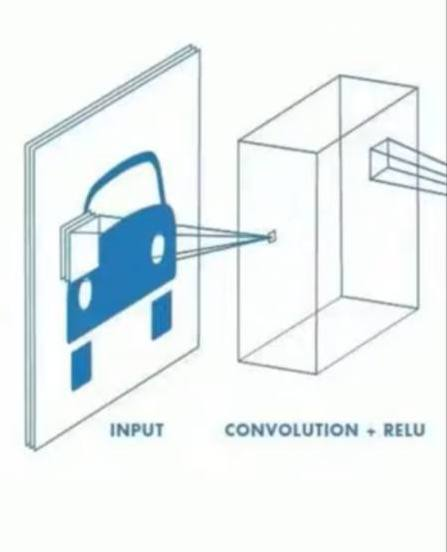 INPUT
CONVOLUTION + RELU